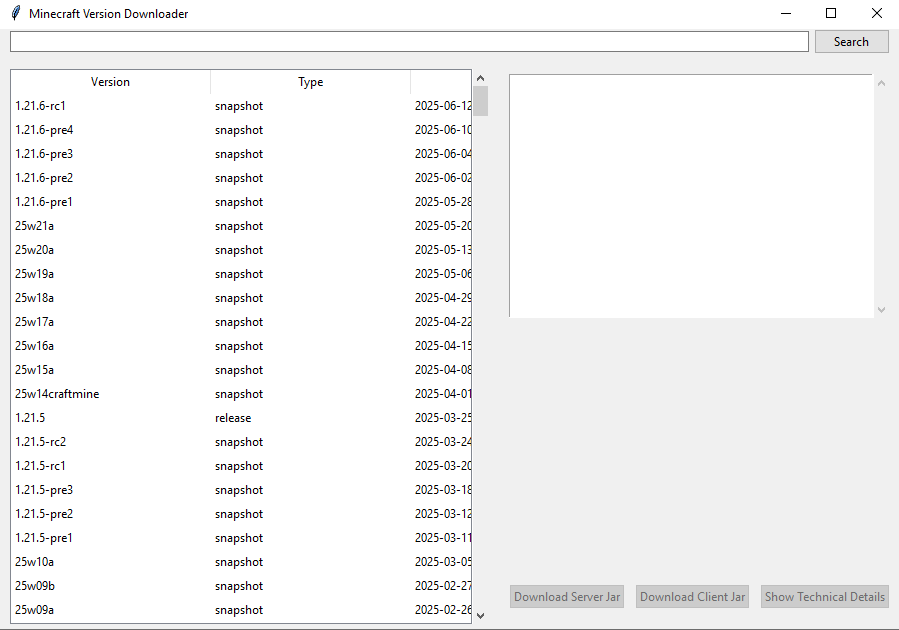 Minecraft Version Downloader
Search
Version Type
1.21.6-rc1 snapshot 2025-06-12
1.21.6-pre4 snapshot 2025-06-10
1.21.6-pre3 snapshot 2025-06-04
1.21.6-pre2 snapshot 2025-06-02
1.21.6-pre1 snapshot 2025-05-28
25w21a snapshot 2025-05-20
25w20a snapshot 2025-05-13
25w19a snapshot 2025-05-06
25w18a snapshot 2025-04-29
25w17a snapshot 2025-04-22
25w16a snapshot 2025-04-15
25w15a snapshot 2025-04-08
25w14craftmine snapshot 2025-04-01
1.21.5 release 2025-03-25
1.21.5-rc2 snapshot 2025-03-24
1.21.5-rc1 snapshot 2025-03-20
1.21.5-pre3 snapshot 2025-03-18
1.21.5-pre2 snapshot 2025-03-12
1.21.5-pre1 snapshot 2025-03-11
25w10a snapshot 2025-03-05
25w09b snapshot 2025-02-27
25w09a snapshot 2025-02-26
Download Server Jar Download Client Jar Show Technical Details